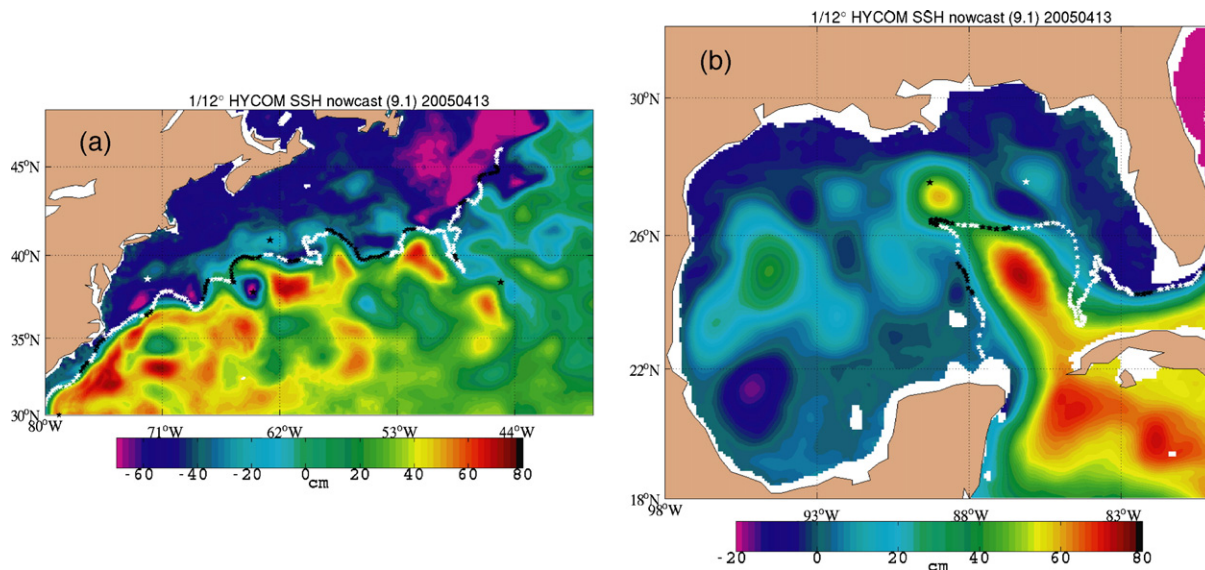 1/12° HYCOM SSH nowcast (9.1) 20050413
(a)
45°N
40°N
35°N
30°N
80°W 71°W 62°W 53°W 44°W
-60 -40 -20 0 20 40 60 80
cm
1/12° HYCOM SSH nowcast (9.1) 20050413
(b)
30°N
26°N
22°N
18°N
98°W 93°W 88°W 83°W
-20 0 20 40 60 80
cm